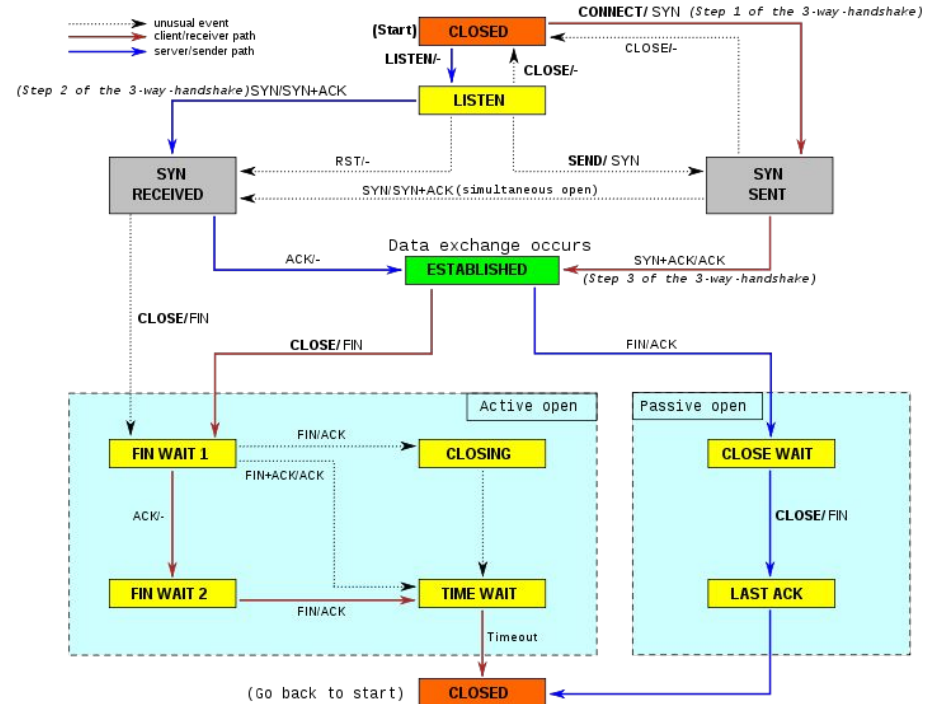 unusual event
client/receiver path
server/sender path
CONNECT/ SYN (Step 1 of the 3-way-handshake)
(Start) CLOSED
CLOSE/-
LISTEN/-
CLOSE/-
(Step 2 of the 3-way-handshake)SYN/SYN+ACK
LISTEN
RST/-
SEND/ SYN
SYN
RECEIVED
SYN
SENT
SYN/SYN+ACK (simultaneous open)
Data exchange occurs
ACK/-
ESTABLISHED
SYN+ACK/ACK
(Step 3 of the 3-way-handshake)
CLOSE/ FIN
CLOSE/ FIN
FIN/ACK
Active open
Passive open
FIN WAIT 1
FIN/ACK
CLOSING
CLOSE WAIT
FIN+ACK/ACK
ACK/-
CLOSE/ FIN
FIN WAIT 2
FIN/ACK
TIME WAIT
LAST ACK
Timeout
(Go back to start)
CLOSED